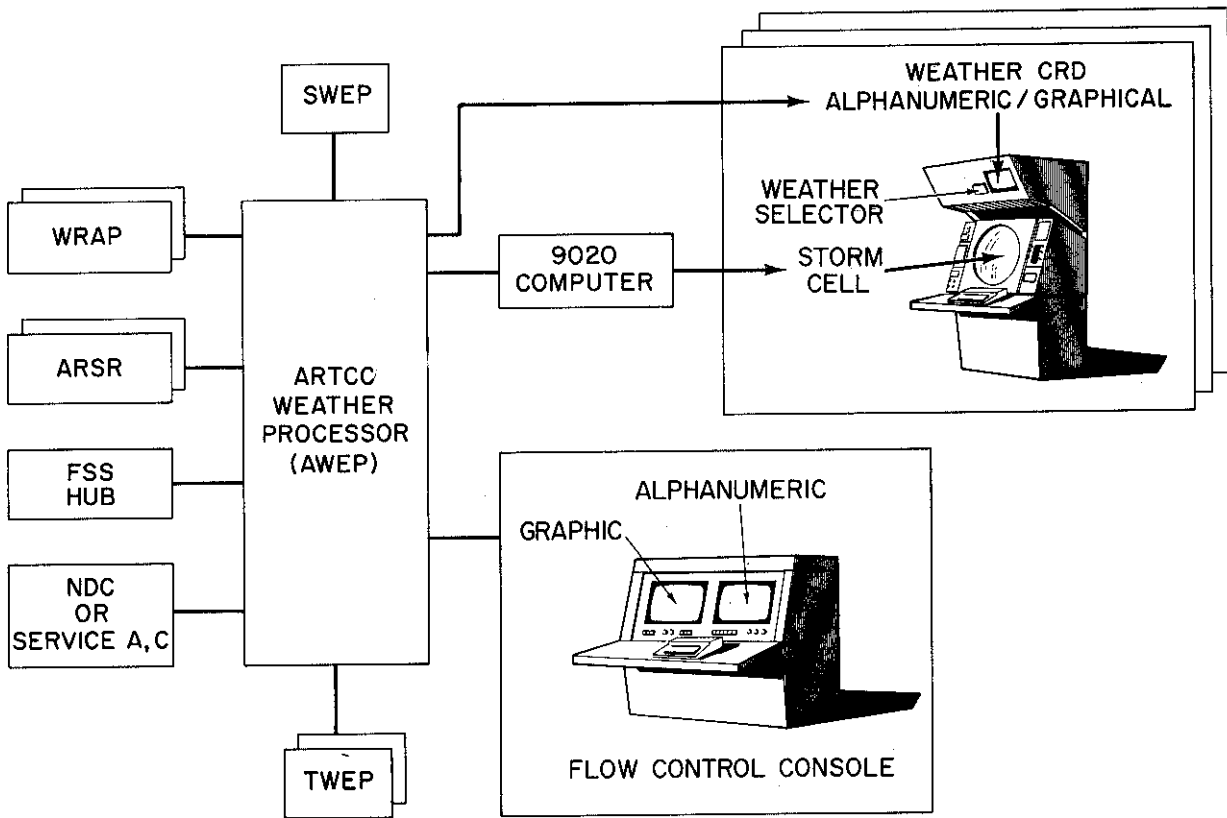 SWEP
WRAP
ARSR
FSS
HUB
NDC
OR
SERVICE A, C
ARTCC
WEATHER
PROCESSOR
(AWEP)
TWEP
9020
COMPUTER
WEATHER CRD
ALPHANUMERIC / GRAPHICAL
WEATHER
SELECTOR
STORM
CELL
ALPHANUMERIC
GRAPHIC
FLOW CONTROL CONSOLE